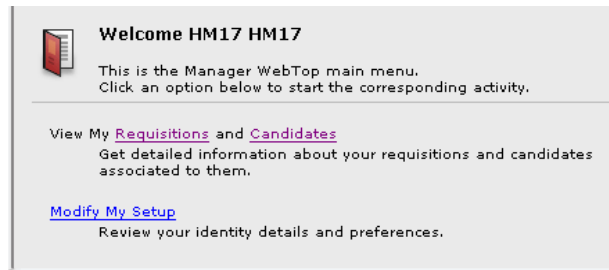 Welcome HM17 HM17
This is the Manager WebTop main menu.
Click an option below to start the corresponding activity.
View My Requisitions and Candidates
Get detailed information about your requisitions and candidates
associated to them.
Modify My Setup
Review your identity details and preferences.